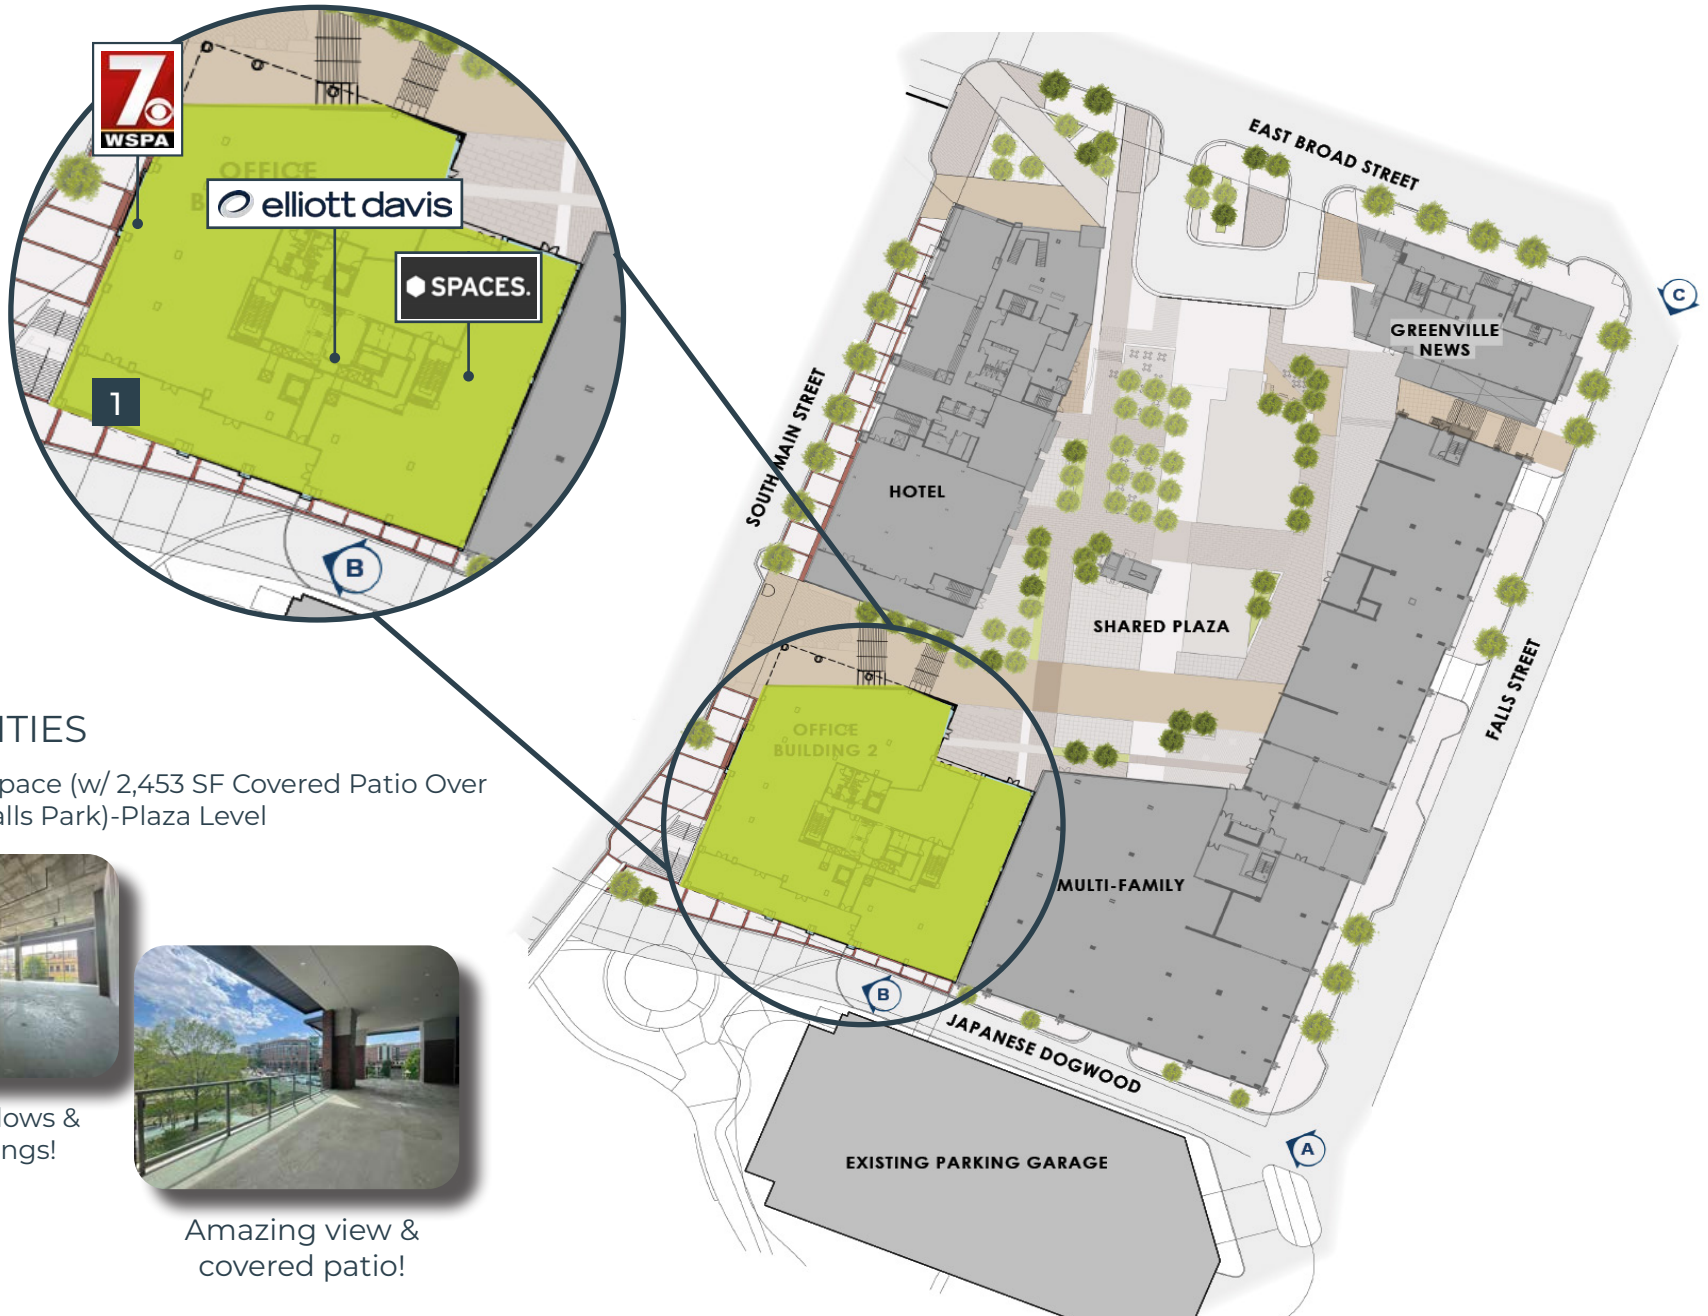 7
WSPA
OFFICE
B
elliott davis
SPACES.
1
B
EAST BROAD STREET
C
GREENVILLE
NEWS
SOUTH MAIN STREET
HOTEL
SHARED PLAZA
FALLS STREET
OFFICE
BUILDING 2
MULTI-FAMILY
B
JAPANESE DOGWOOD
A
EXISTING PARKING GARAGE
ITIES
pace (w/ 2,453 SF Covered Patio Over
alls Park)-Plaza Level
lows &
ngs!
Amazing view &
covered patio!